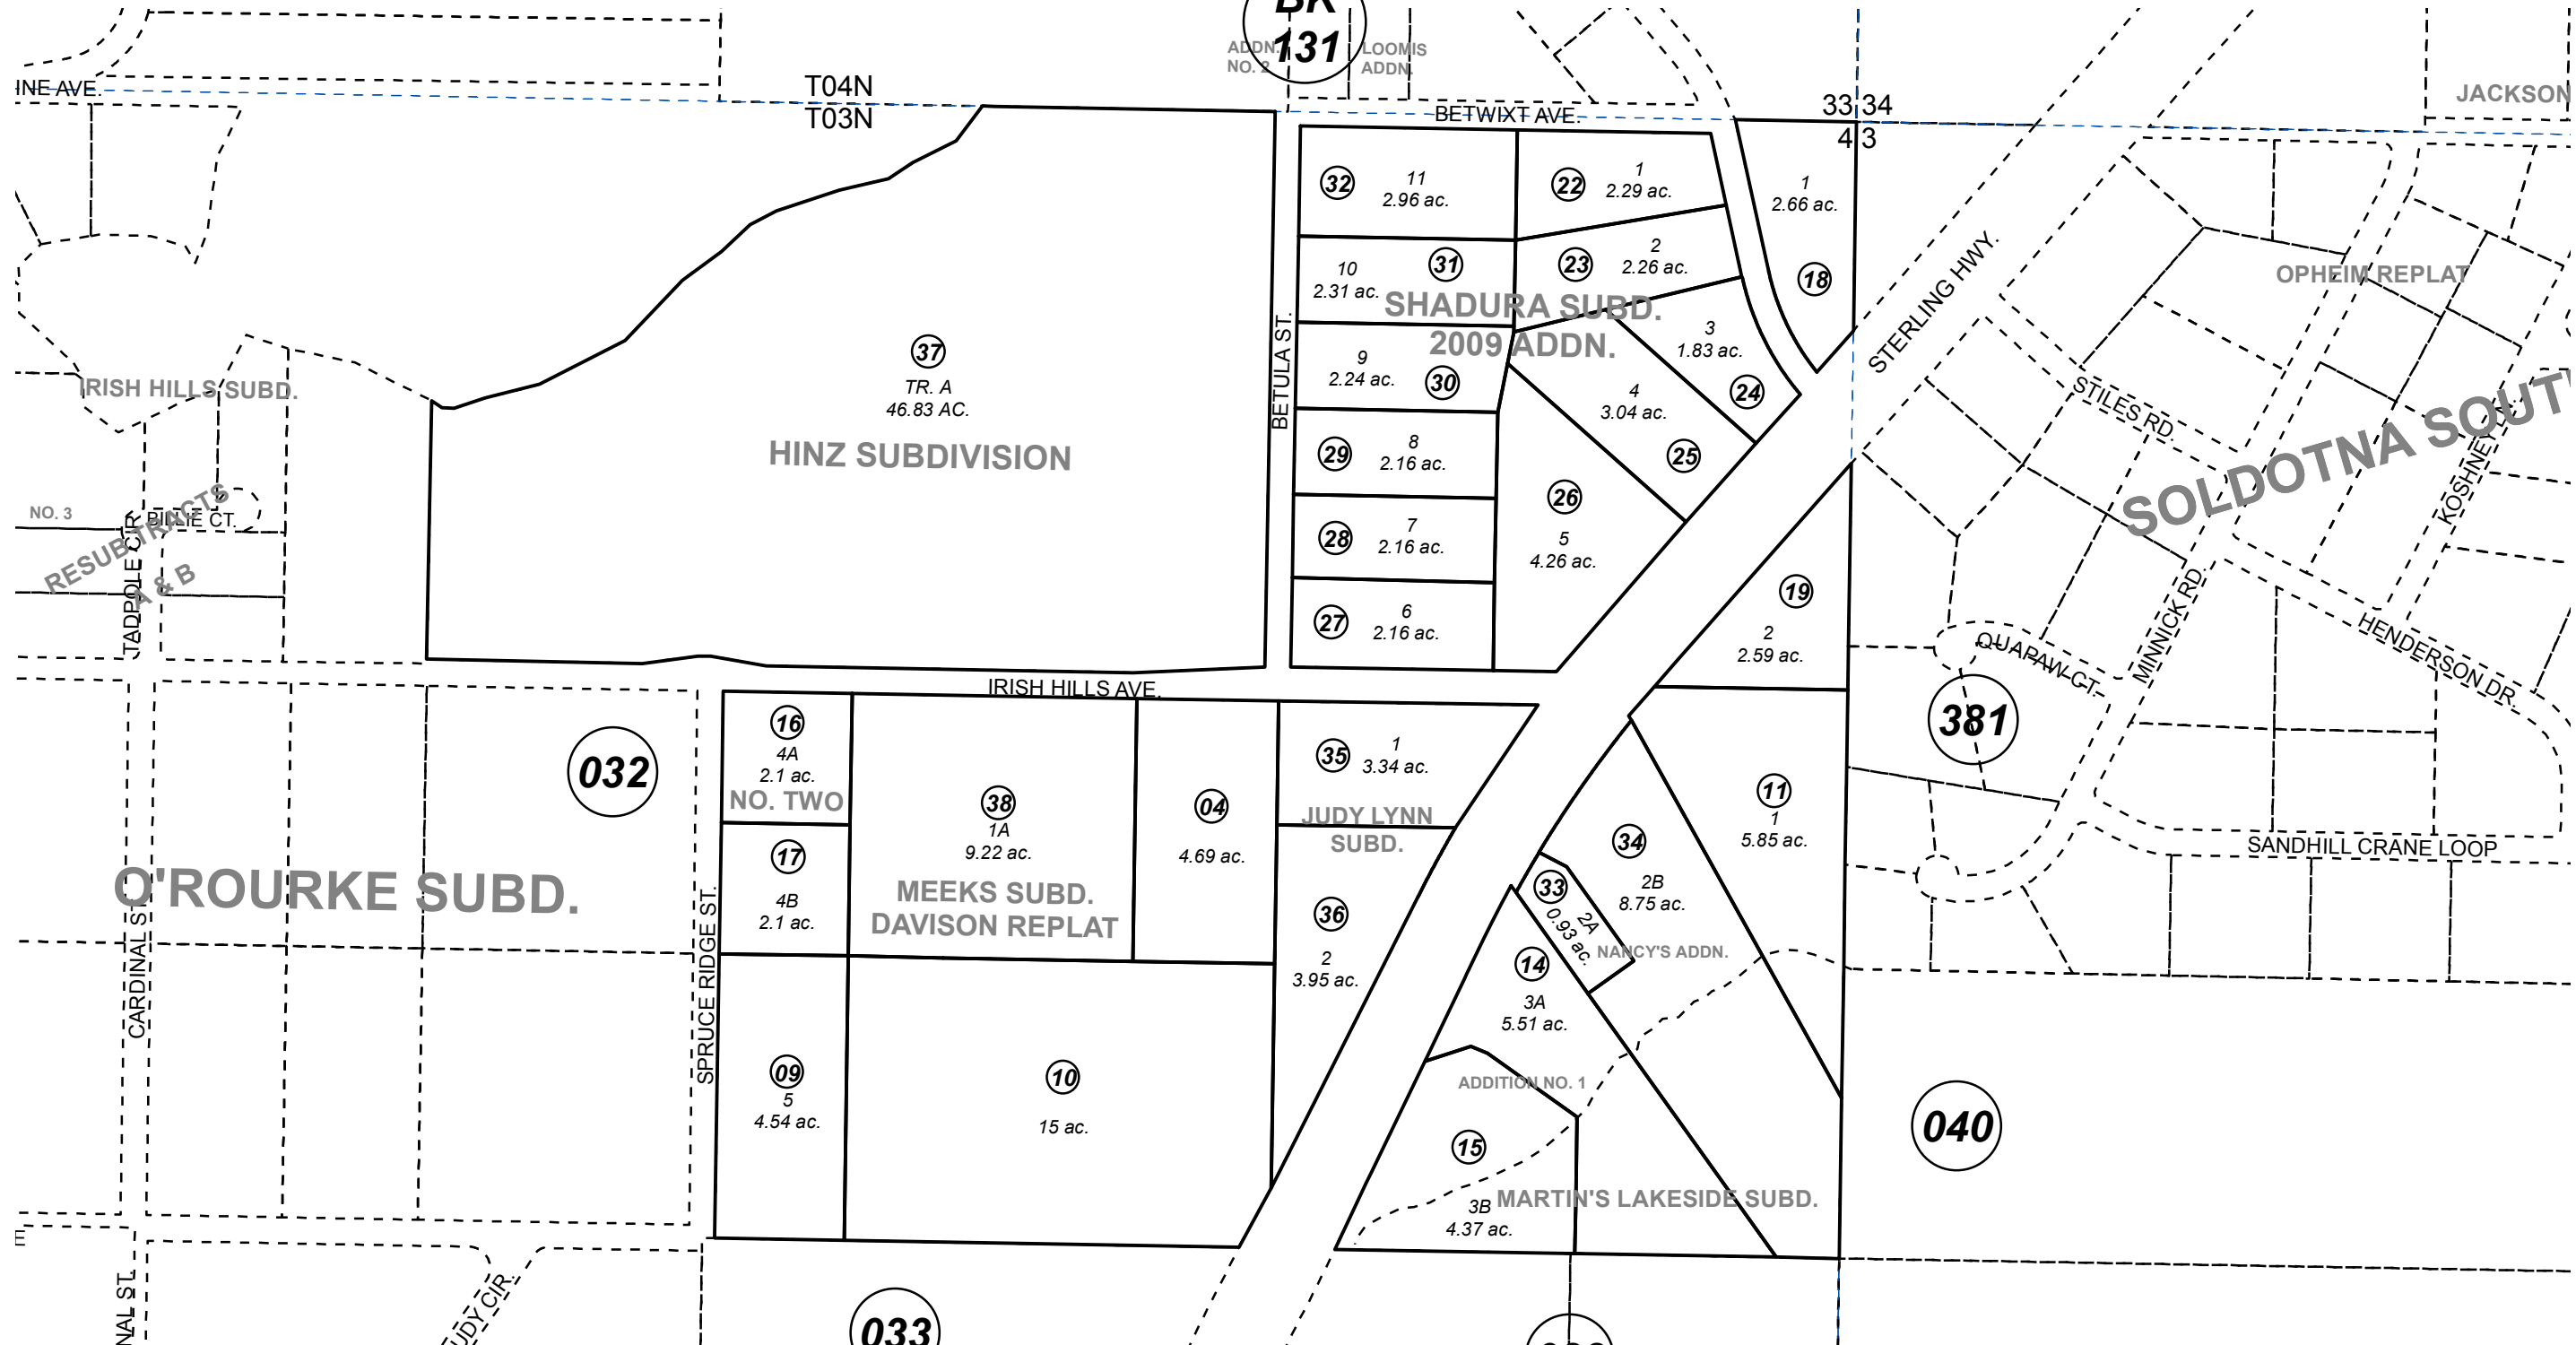 BK
131
ADDN.
NO. 2
LOOMIS
ADDN.
INE AVE.
T04N
T03N
BETWIXT AVE.
33 34
4 3
JACKSON
32
11
2.96 ac.
22
1
2.29 ac.
1
2.66 ac.
18
31
10
2.31 ac.
23
2
2.26 ac.
SHADURA SUBD.
2009 ADDN.
STERLING HWY.
OPHEIM REPLAT
37
TR. A
46.83 AC.
HINZ SUBDIVISION
BETULA ST.
9
2.24 ac.
30
3
1.83 ac.
24
4
3.04 ac.
25
IRISH HILLS SUBD.
STILES RD.
SOLDOTNA SOUT
KOSHNEY L
29
8
2.16 ac.
26
5
4.26 ac.
28
7
2.16 ac.
27
6
2.16 ac.
NO. 3
BILLIE CT.
RESUB TRACTS
A & B
TADPOLE CIR
19
2
2.59 ac.
QUAPAW CT.
MINNICK RD.
HENDERSON DR.
IRISH HILLS AVE.
032
16
4A
2.1 ac.
NO. TWO
38
1A
9.22 ac.
04
4.69 ac.
35
1
3.34 ac.
JUDY LYNN
SUBD.
381
11
1
5.85 ac.
34
2B
8.75 ac.
SANDHILL CRANE LOOP
17
4B
2.1 ac.
MEEKS SUBD.
DAVISON REPLAT
O'ROURKE SUBD.
CARDINAL ST.
SPRUCE RIDGE ST.
36
2
3.95 ac.
33
2A
0.93 ac.
NANCY'S ADDN.
14
3A
5.51 ac.
09
5
4.54 ac.
10
15 ac.
ADDITION NO. 1
15
3B
4.37 ac.
MARTIN'S LAKESIDE SUBD.
040
E
NAL ST.
UDY CIR.
033